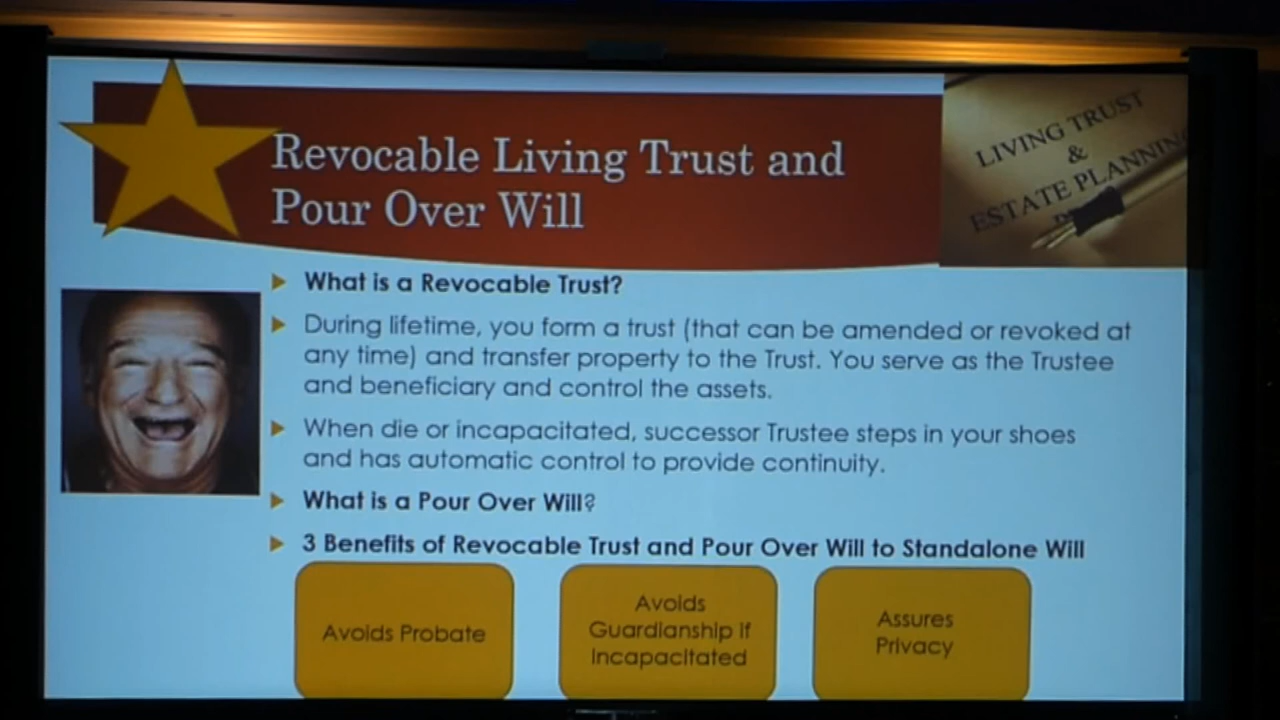 Revocable Living Trust and
Pour Over Will
LIVING TRUST
&
ESTATE PLANNING
What is a Revocable Trust?
During lifetime, you form a trust (that can be amended or revoked at
any time) and transfer property to the Trust. You serve as the Trustee
and beneficiary and control the assets.
When die or incapacitated, successor Trustee steps in your shoes
and has automatic control to provide continuity.
What is a Pour Over Will?
3 Benefits of Revocable Trust and Pour Over Will to Standalone Will
Avoids Probate
Avoids
Guardianship if
Incapacitated
Assures
Privacy